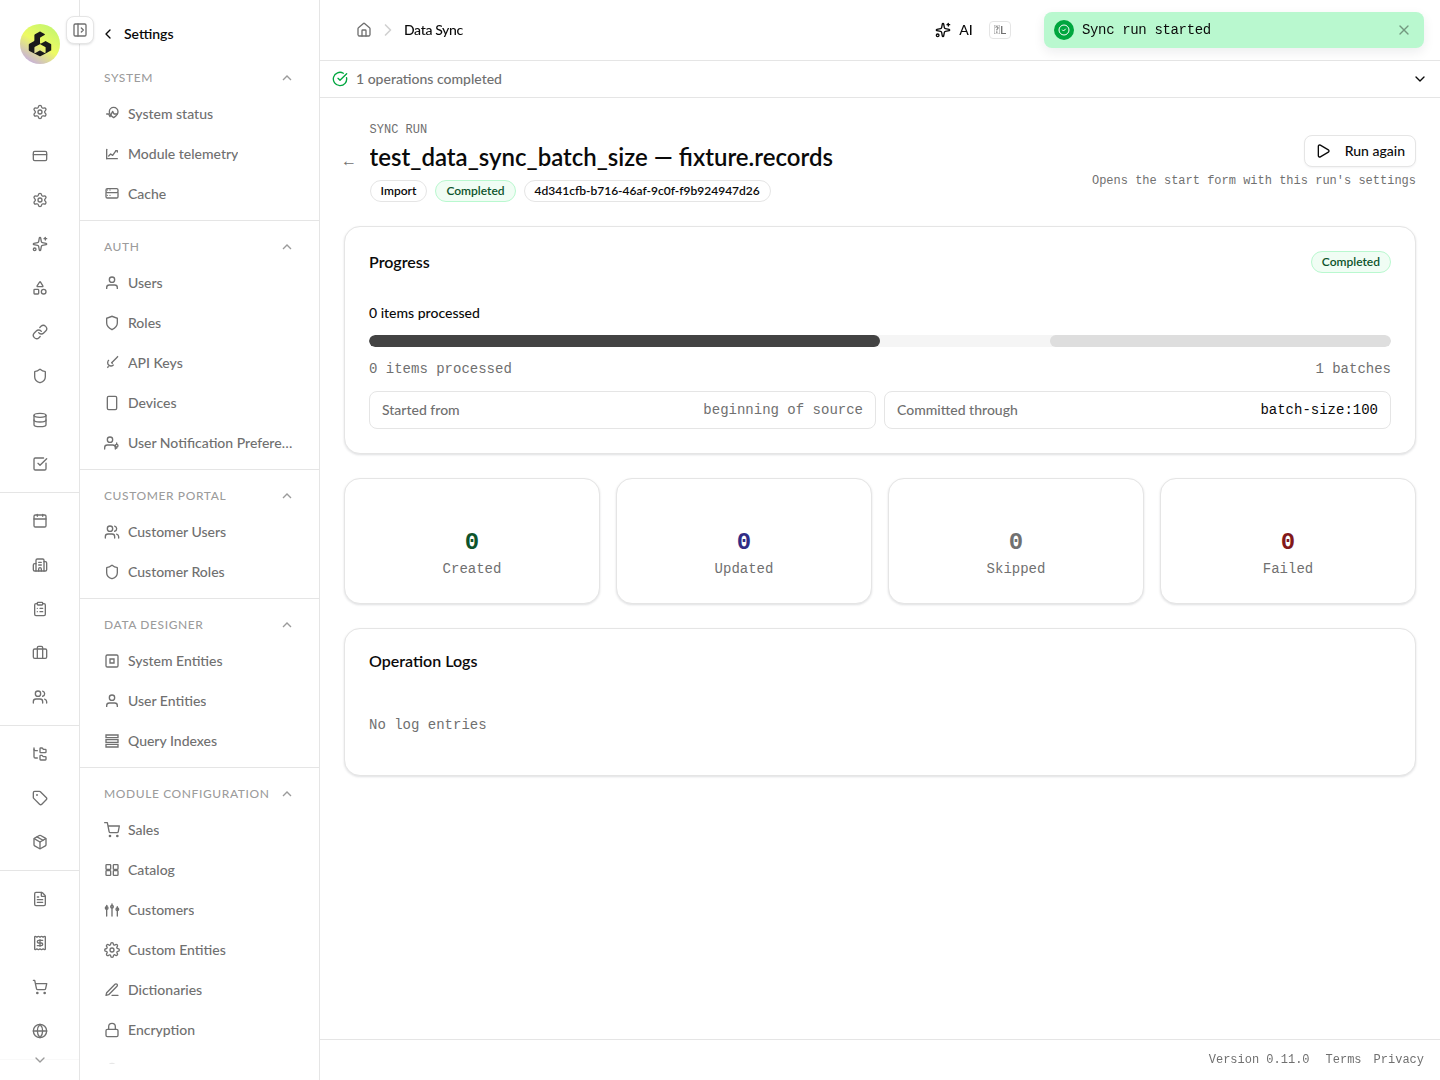 Settings
SYSTEM
System status
Module telemetry
Cache
AUTH
Users
Roles
API Keys
Devices
User Notification Prefere...
CUSTOMER PORTAL
Customer Users
Customer Roles
DATA DESIGNER
System Entities
User Entities
Query Indexes
MODULE CONFIGURATION
Sales
Catalog
Customers
Custom Entities
Dictionaries
Encryption
Data Sync
AI
L
Sync run started
1 operations completed
SYNC RUN
← test_data_sync_batch_size — fixture.records
Import Completed 4d341cfb-b716-46af-9c0f-f9b924947d26
Run again
Opens the start form with this run's settings
Progress
Completed
0 items processed
0 items processed
1 batches
Started from beginning of source
Committed through batch-size:100
0
Created
0
Updated
0
Skipped
0
Failed
Operation Logs
No log entries
Version 0.11.0 Terms Privacy